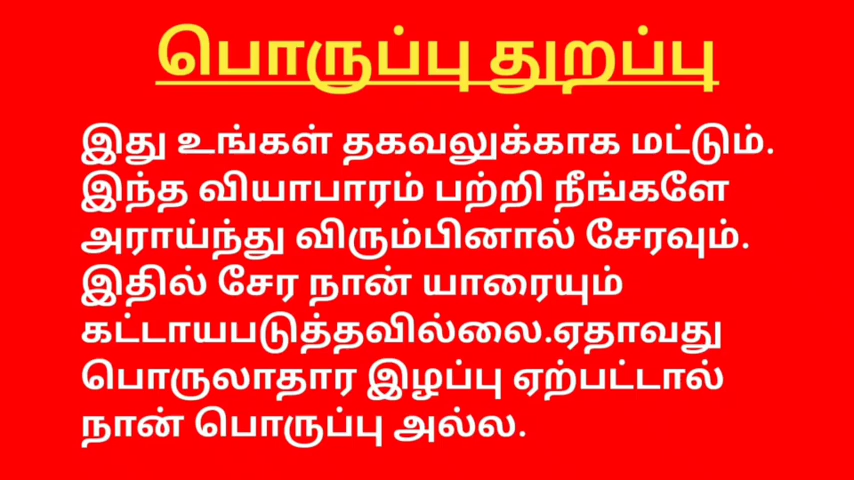 பொருப்பு துறப்பு
இது உங்கள் தகவலுக்காக மட்டும்.
இந்த வியாபாரம் பற்றி நீங்களே
அராய்ந்து விரும்பினால் சேரவும்.
இதில் சேர நான் யாரையும்
கட்டாயபடுத்தவில்லை.ஏதாவது
பொருலாதார இழப்பு ஏற்பட்டால்
நான் பொருப்பு அல்ல.